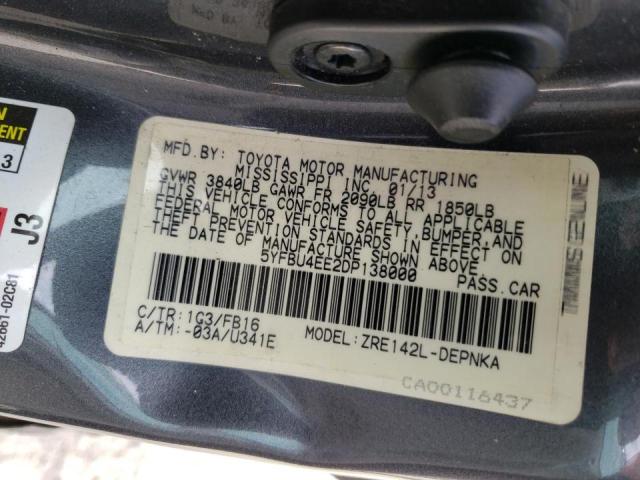 MFD.BY: TOYOTA MOTOR MANUFACTURING
MISSISSIPPI INC 01/13
GVWR 3840LB GAWR FR 2090LB RR 1850LB
THIS VEHICLE CONFORMS TO ALL APPLICABLE
FEDERAL MOTOR VEHICLE SAFETY,BUMPER,AND
THEFT PREVENTION STANDARDS IN EFFECT ON
THE DATE OF MANUFACTURE SHOWN ABOVE.
5YFBU4EE2DP138000 PASS.CAR
C/TR:1G3/FB16
A/TM:-03A/U341E MODEL:ZRE142L-DEPNKA
CA00116437
J3
42661-02C81
3